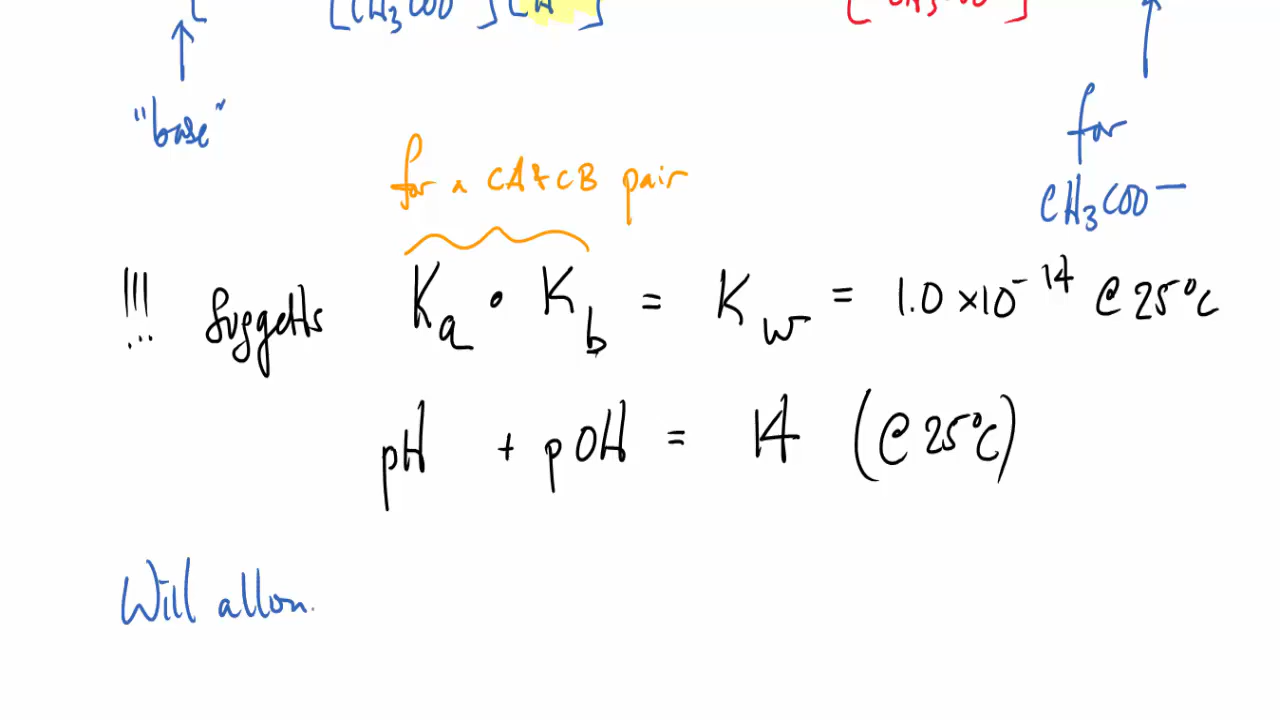 [CH₃COO⁻][H
"base"
for
CH₃COO⁻
for a CA & CB pair
!!! Suggests Ka • Kb = Kw = 1.0 × 10⁻¹⁴ @ 25°C
...
pH + pOH = 14 (@ 25°C)
Will allow